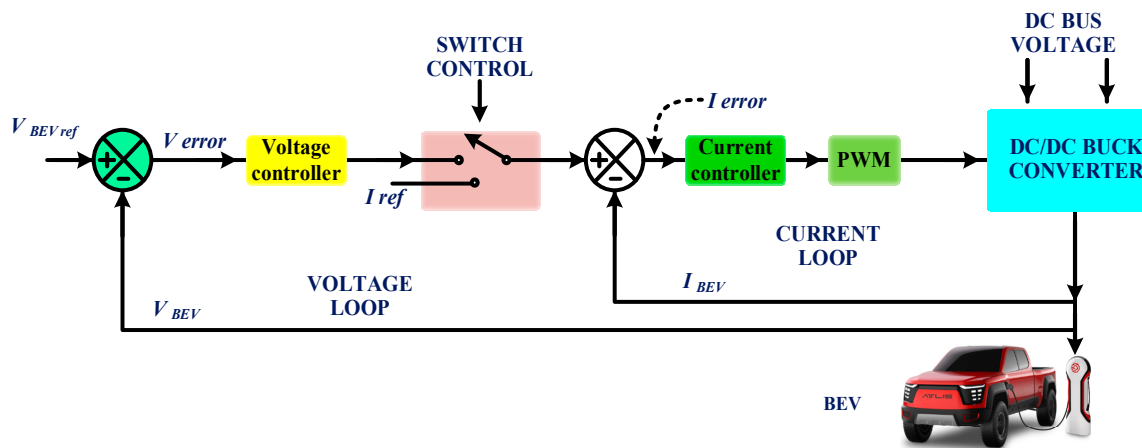 DC BUS
VOLTAGE
SWITCH
CONTROL
I error
V BEV ref
+
-
V error
Voltage
controller
I ref
+
-
Current
controller
PWM
DC/DC BUCK
CONVERTER
CURRENT
LOOP
VOLTAGE
LOOP
I BEV
V BEV
BEV
ATLIS